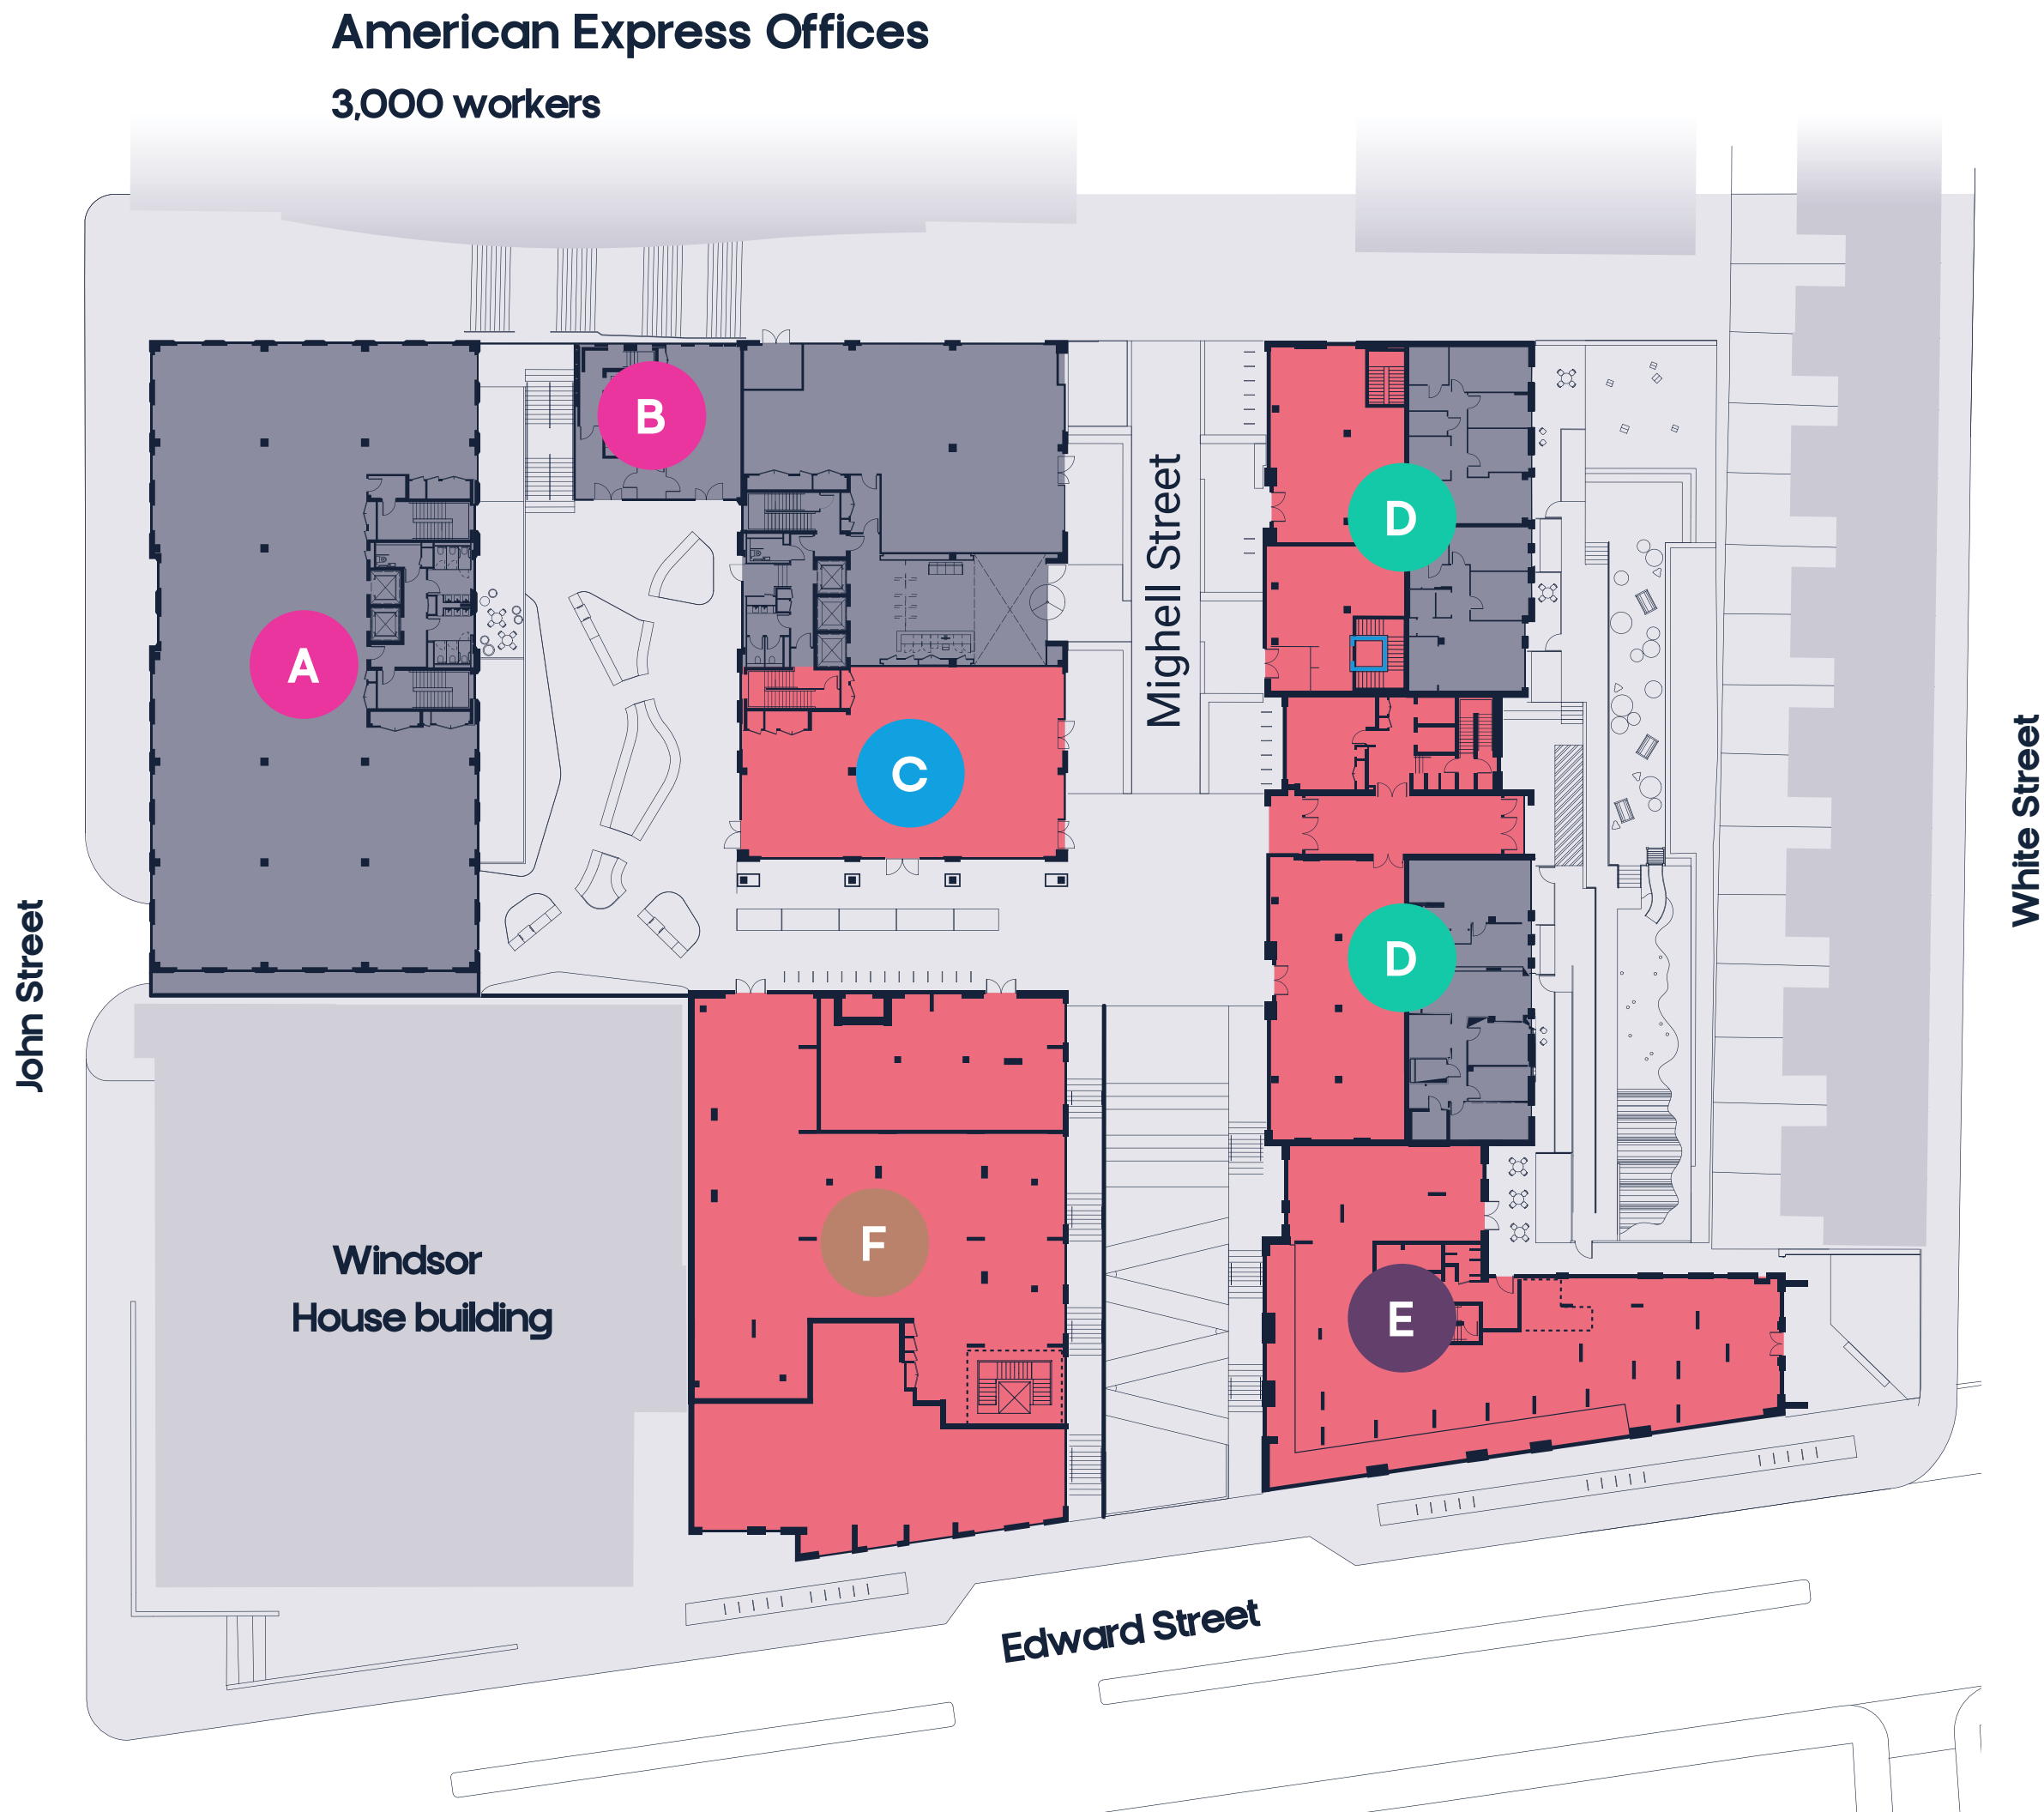 American Express Offices
3,000 workers
B
D
Mighell Street
A
C
White Street
D
John Street
F
Windsor
House building
E
Edward Street